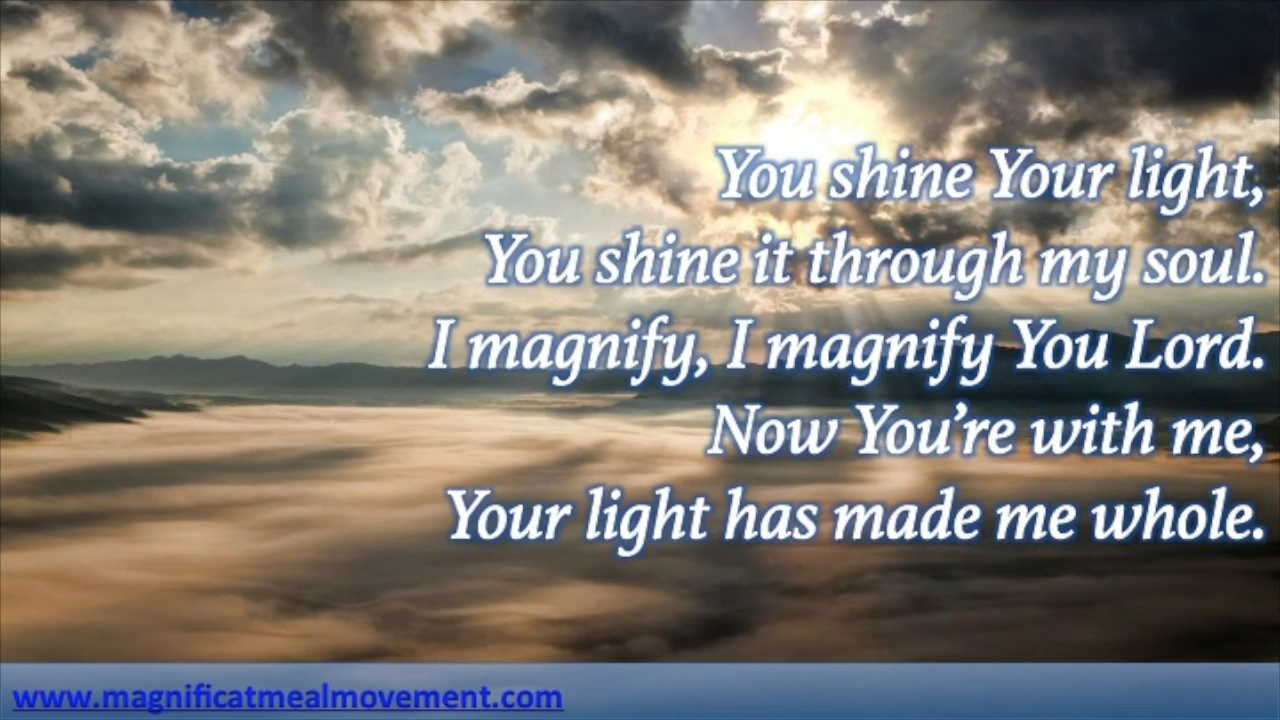 You shine Your light,
You shine it through my soul.
I magnify, I magnify You Lord.
Now You’re with me,
Your light has made me whole.
www.magnificatmealmovement.com